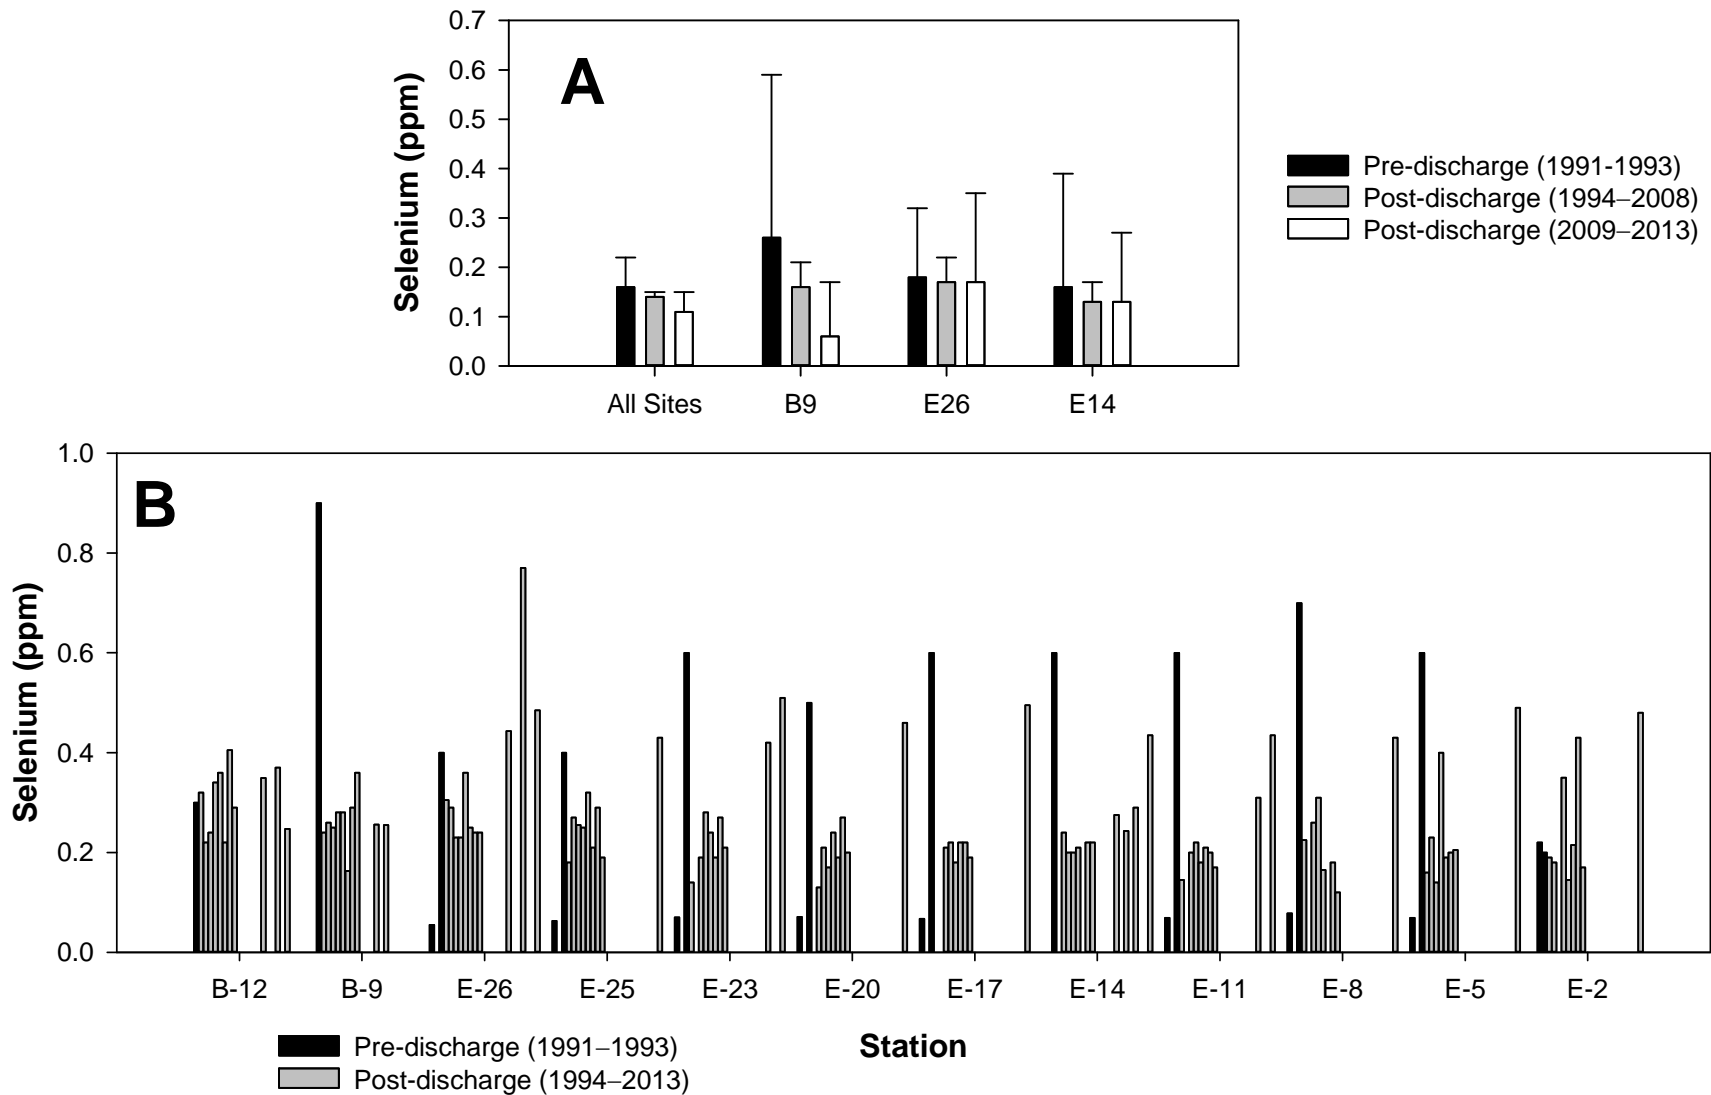 0.7
0.6
0.5
0.4
0.3
0.2
0.1
0.0
Selenium (ppm)
A
All Sites B9 E26 E14
Pre-discharge (1991-1993)
Post-discharge (1994–2008)
Post-discharge (2009–2013)
1.0
0.8
0.6
0.4
0.2
0.0
Selenium (ppm)
B
B-12 B-9 E-26 E-25 E-23 E-20 E-17 E-14 E-11 E-8 E-5 E-2
Station
Pre-discharge (1991–1993)
Post-discharge (1994–2013)